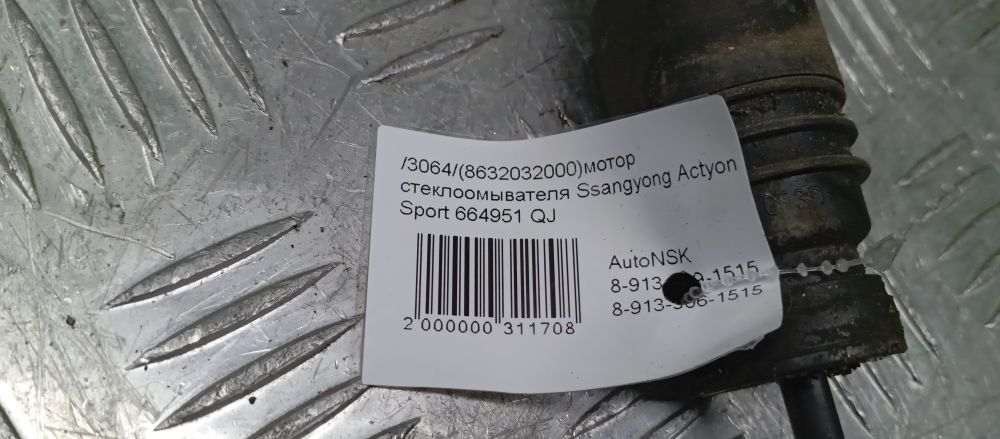 /3064/(8632032000)мотор
стеклоомывателя Ssangyong Actyon
Sport 664951 QJ
AutoNSK
2 000000 311708